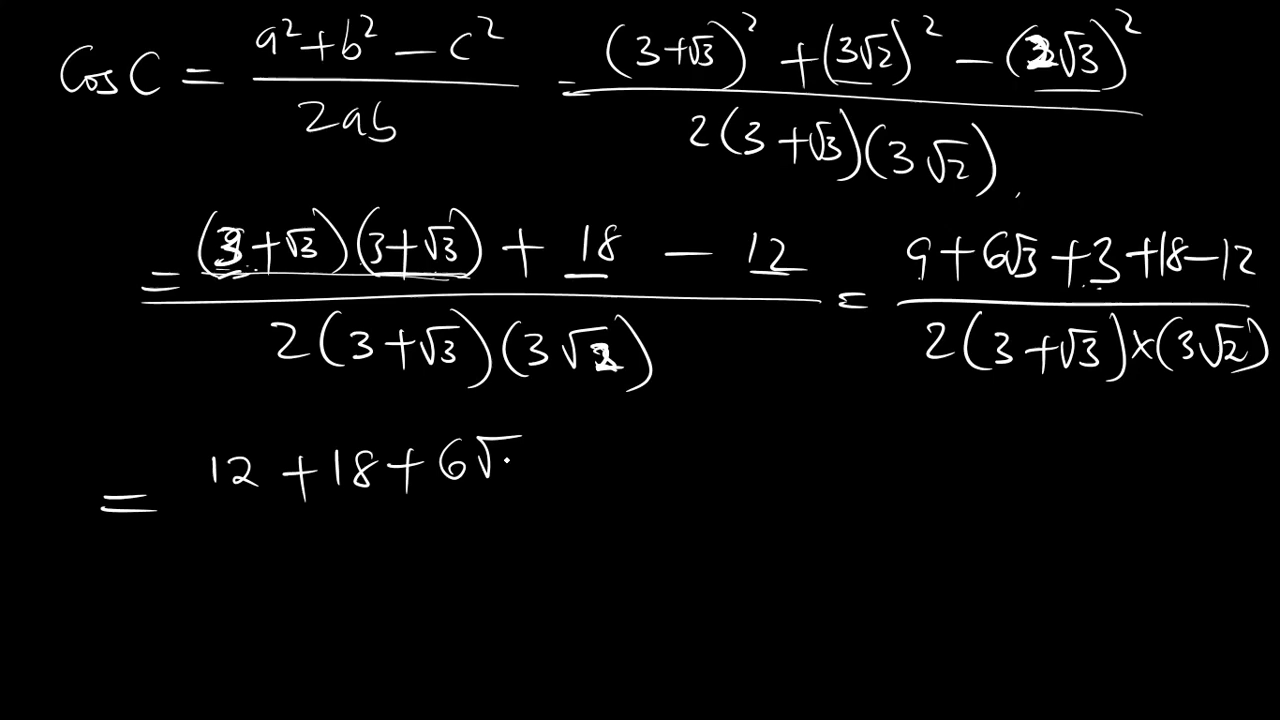 Cos C = (a² + b² − c²) / (2ab) = ((3 + √3)² + (3√2)² − (2√3)²) / (2(3 + √3)(3√2))
= ((3 + √3)(3 + √3) + 18 − 12) / (2(3 + √3)(3√2)) = (9 + 6√3 + 3 + 18 − 12) / (2(3 + √3) × (3√2))
= 12 + 18 + 6√